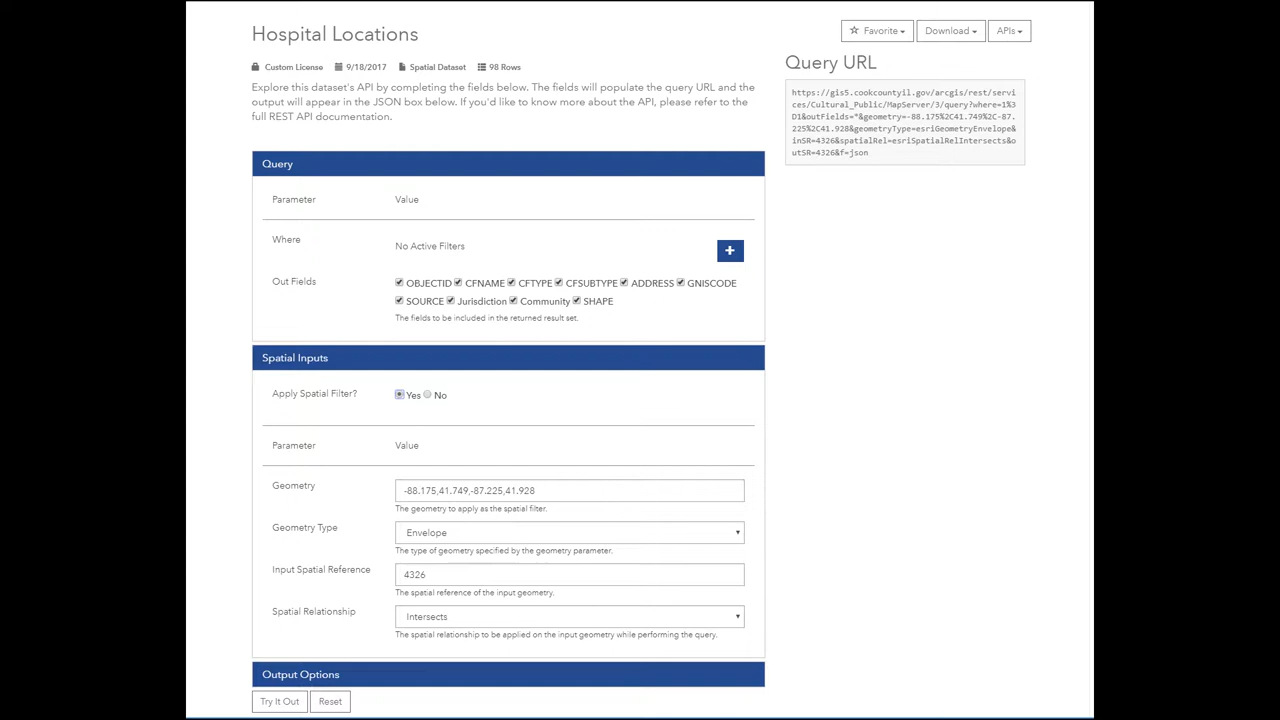 Hospital Locations
Favorite
Download
APIs
Custom License
9/18/2017
Spatial Dataset
98 Rows
Explore this dataset's API by completing the fields below. The fields will populate the query URL and the
output will appear in the JSON box below. If you'd like to know more about the API, please refer to the
full REST API documentation.
Query URL
https://gis5.cookcountyil.gov/arcgis/rest/servi
ces/Cultural_Public/MapServer/3/query?where=1%3
D1&outFields=*&geometry=-88.175%2C41.749%2C-87.
225%2C41.928&geometryType=esriGeometryEnvelope&
inSR=4326&spatialRel=esriSpatialRelIntersects&o
utSR=4326&f=json
Query
Parameter Value
Where No Active Filters +
Out Fields OBJECTID CFNAME CFTYPE CFSUBTYPE ADDRESS GNISCODE
SOURCE Jurisdiction Community SHAPE
The fields to be included in the returned result set.
Spatial Inputs
Apply Spatial Filter? Yes No
Parameter Value
Geometry -88.175,41.749,-87.225,41.928
The geometry to apply as the spatial filter.
Geometry Type Envelope
The type of geometry specified by the geometry parameter.
Input Spatial Reference 4326
The spatial reference of the input geometry.
Spatial Relationship Intersects
The spatial relationship to be applied on the input geometry while performing the query.
Output Options
Try It Out Reset